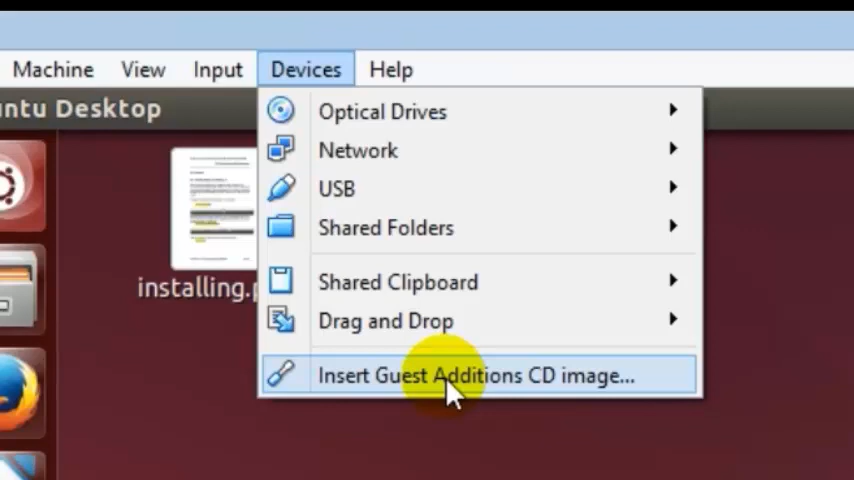 Machine View Input Devices Help
ntu Desktop
Optical Drives
Network
USB
Shared Folders
Shared Clipboard
Drag and Drop
Insert Guest Additions CD image...
installing.p